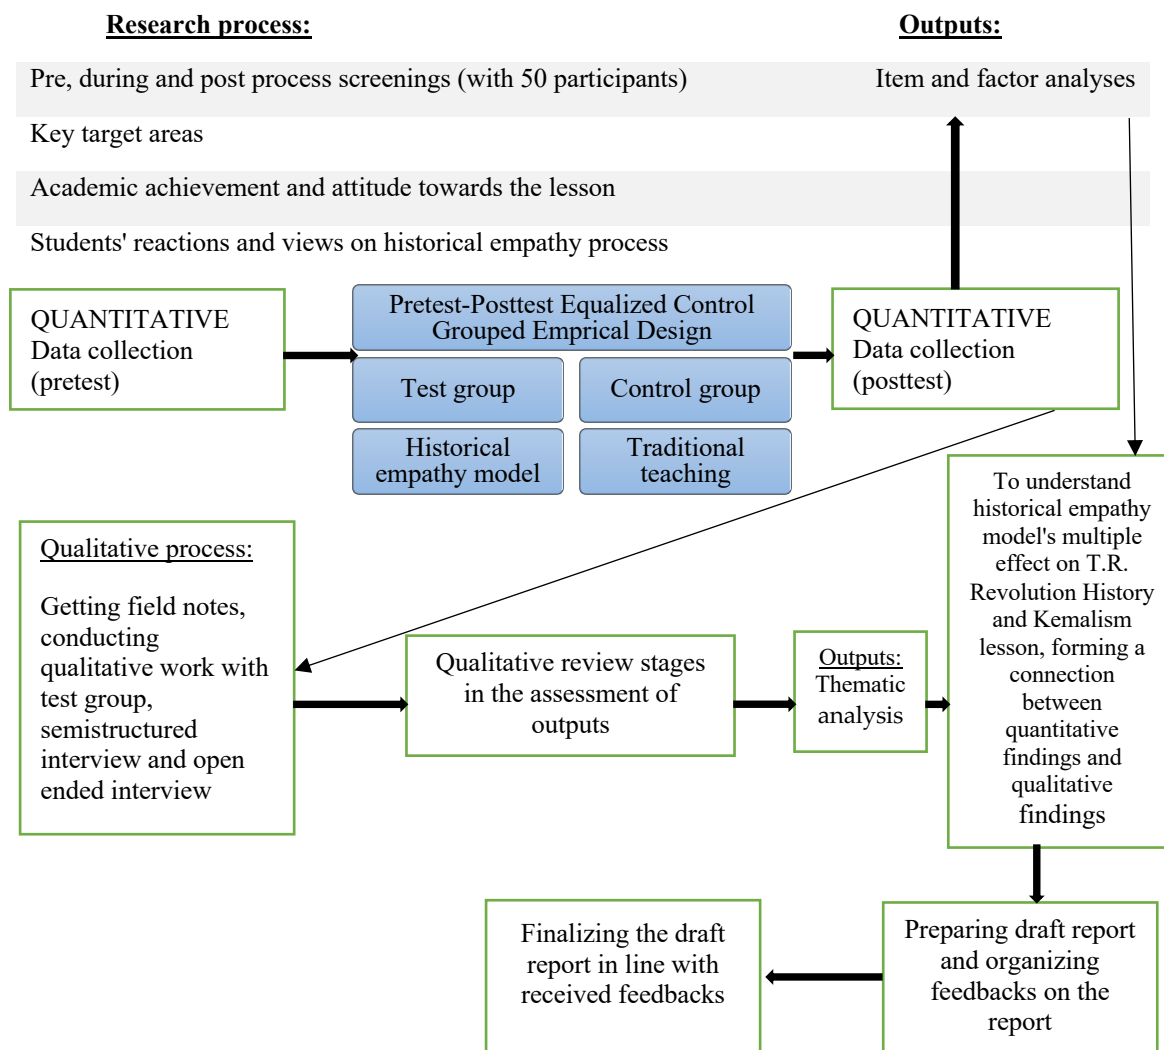 Research process:
Outputs:
Pre, during and post process screenings (with 50 participants)
Item and factor analyses
Key target areas
Academic achievement and attitude towards the lesson
Students' reactions and views on historical empathy process
QUANTITATIVE
Data collection
(pretest)
Pretest-Posttest Equalized Control
Grouped Emprical Design
Test group
Control group
Historical
empathy model
Traditional
teaching
QUANTITATIVE
Data collection
(posttest)
Qualitative process:
Getting field notes,
conducting
qualitative work with
test group,
semistructured
interview and open
ended interview
Qualitative review stages
in the assessment of
outputs
Outputs:
Thematic
analysis
To understand
historical empathy
model's multiple
effect on T.R.
Revolution History
and Kemalism
lesson, forming a
connection
between
quantitative
findings and
qualitative
findings
Preparing draft report
and organizing
feedbacks on the
report
Finalizing the draft
report in line with
received feedbacks